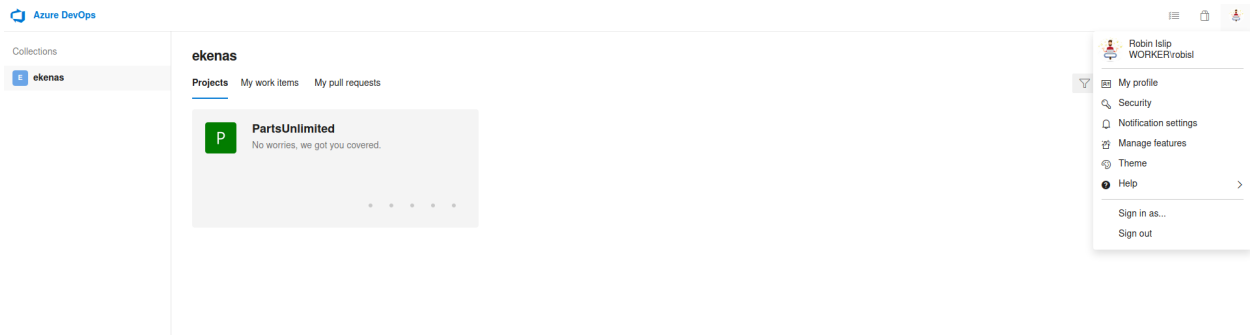 Azure DevOps
Collections
E ekenas
ekenas
Projects My work items My pull requests
P
PartsUnlimited
No worries, we got you covered.
Robin Islip
WORKER\robisl
My profile
Security
Notification settings
Manage features
Theme
Help
Sign in as...
Sign out